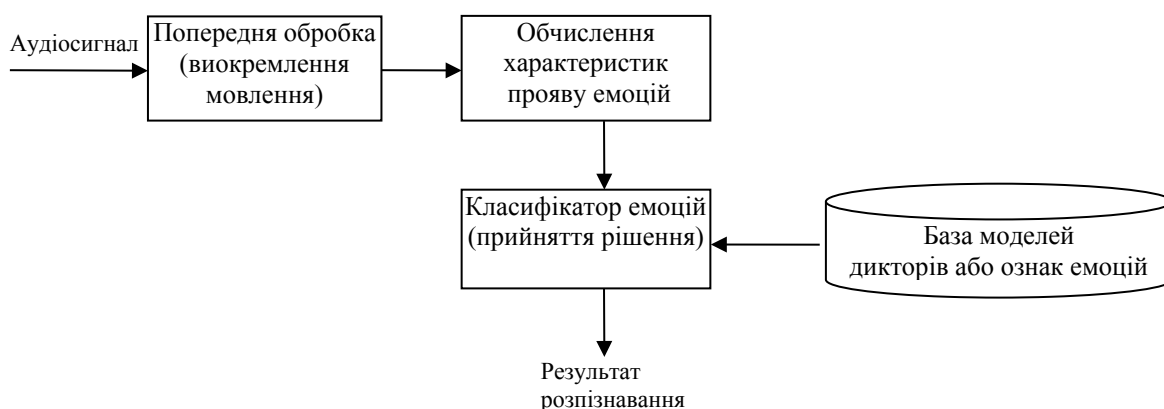 Аудіосигнал
Попередня обробка
(виокремлення
мовлення)
Обчислення
характеристик
прояву емоцій
Класифікатор емоцій
(прийняття рішення)
База моделей
дикторів або ознак емоцій
Результат
розпізнавання